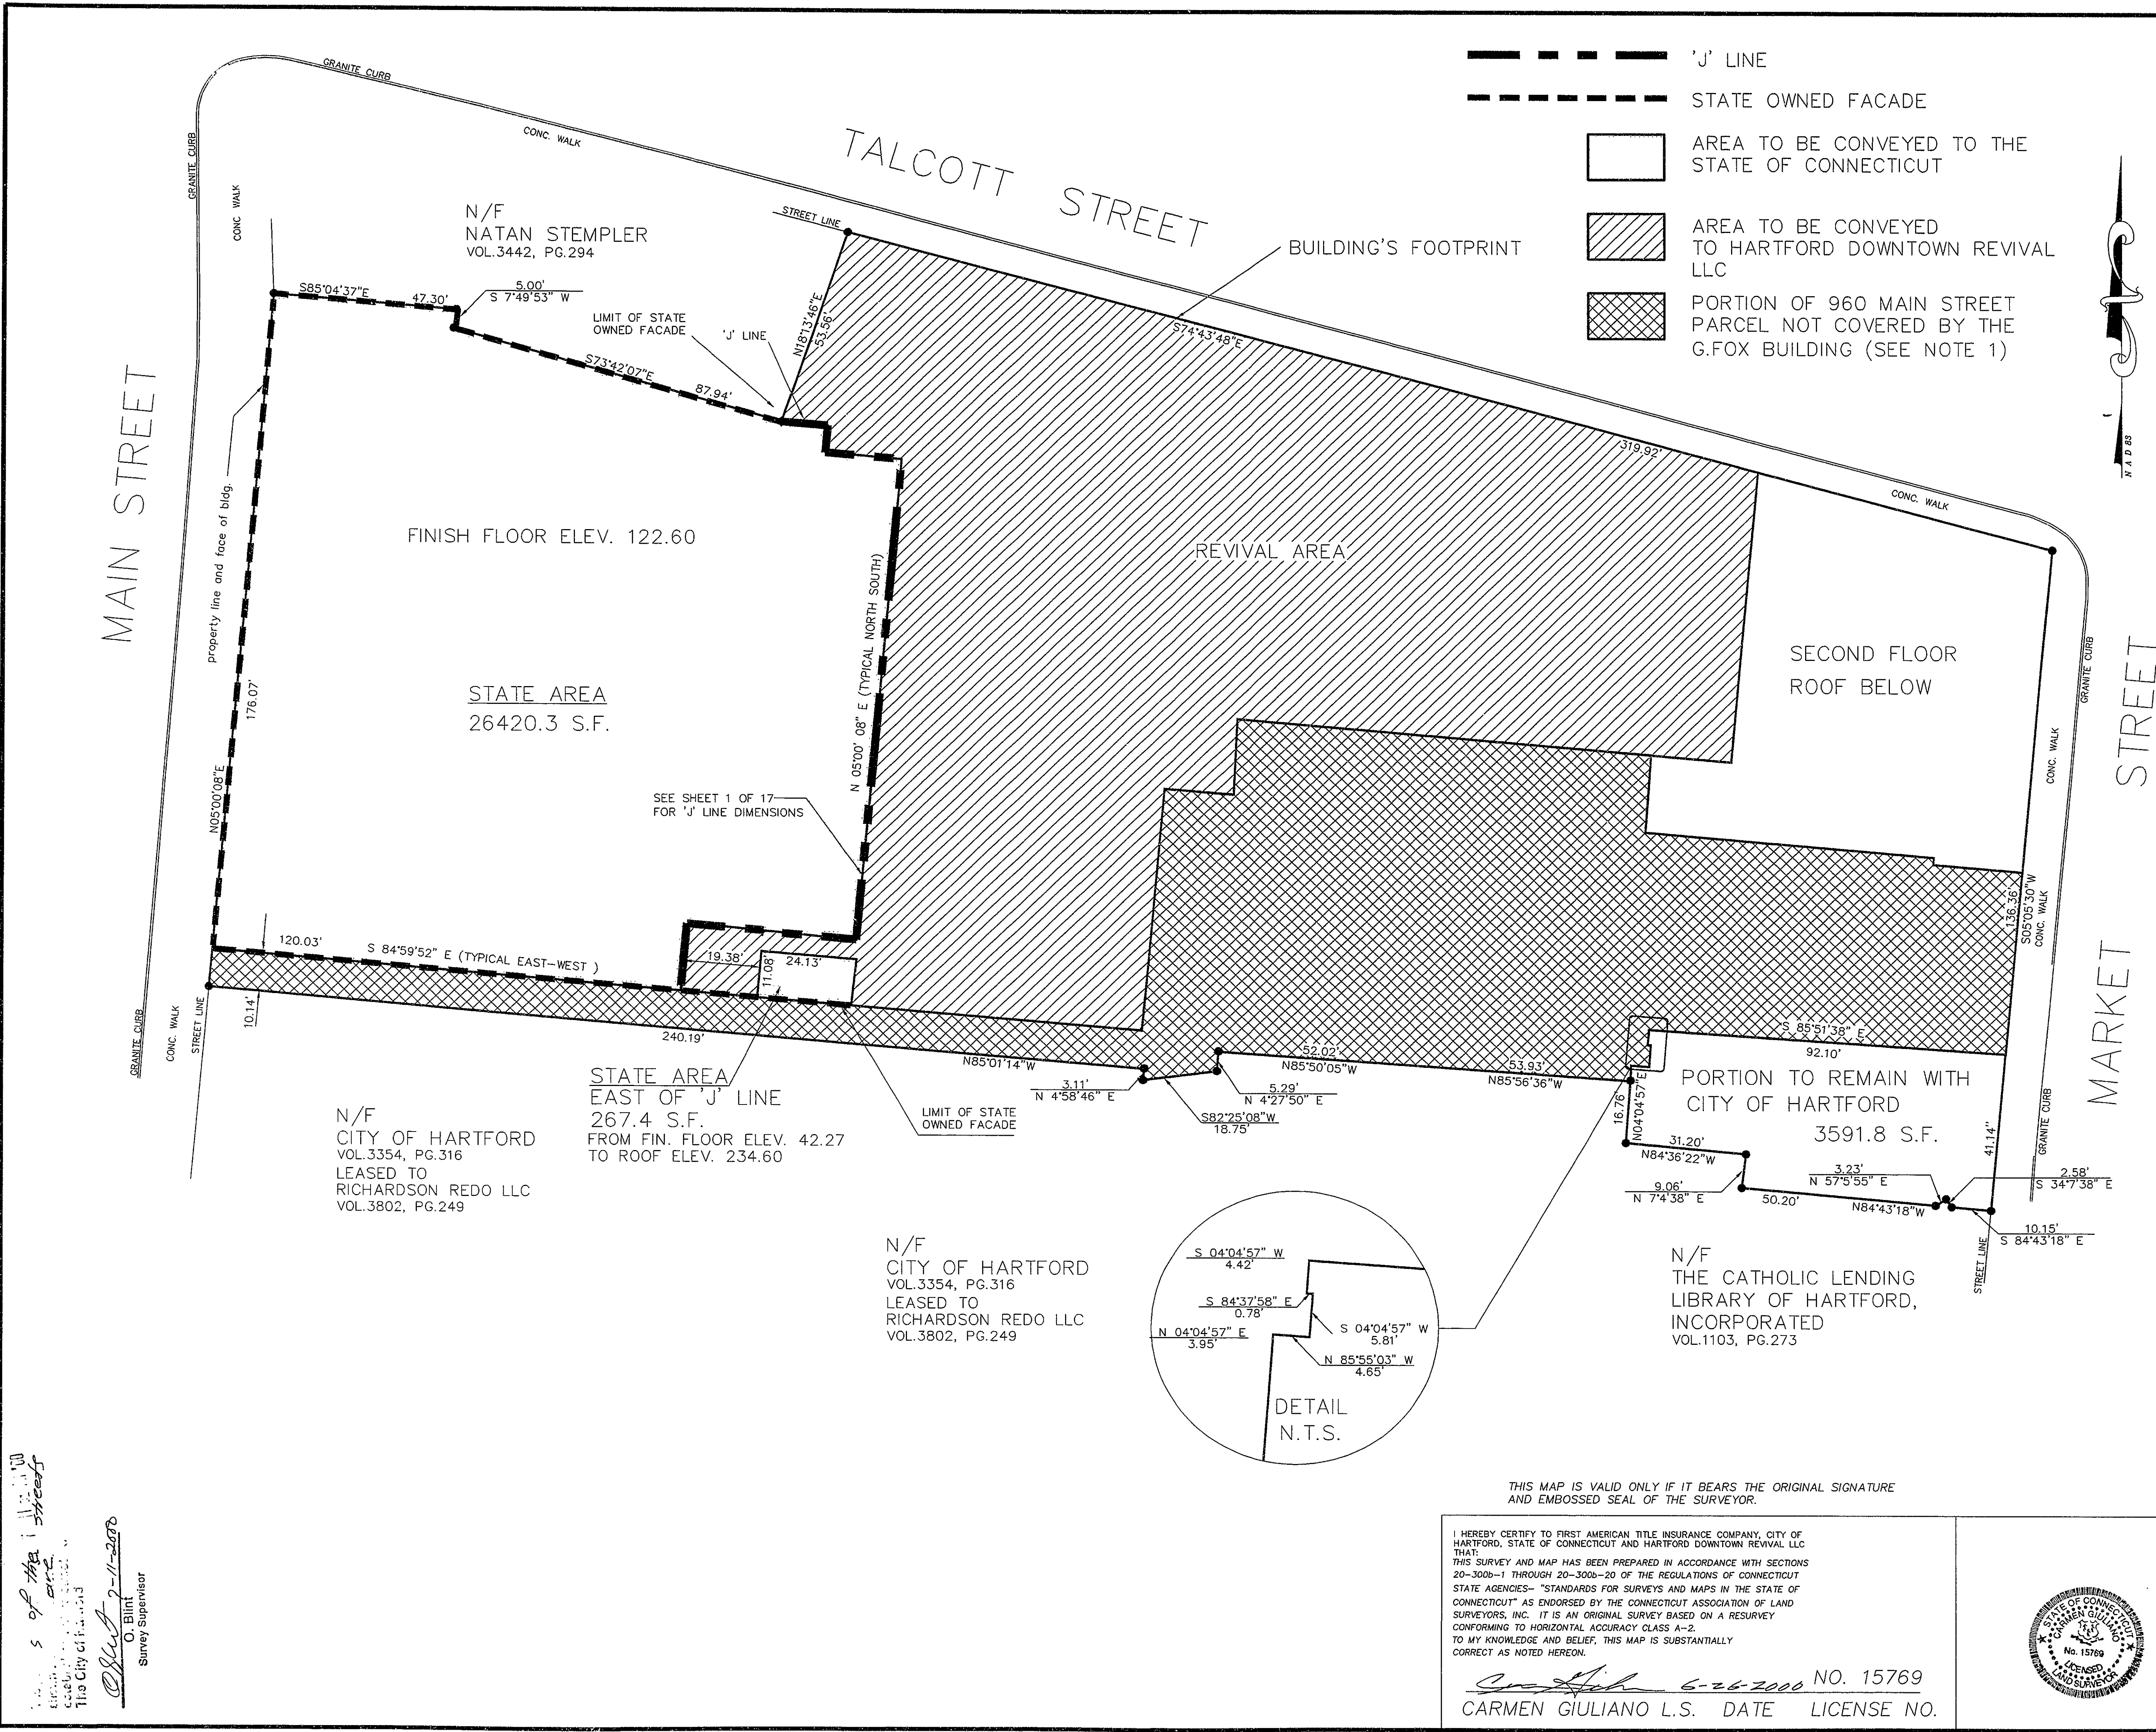 'J' LINE
STATE OWNED FACADE
AREA TO BE CONVEYED TO THE
STATE OF CONNECTICUT
AREA TO BE CONVEYED
TO HARTFORD DOWNTOWN REVIVAL
LLC
PORTION OF 960 MAIN STREET
PARCEL NOT COVERED BY THE
G.FOX BUILDING (SEE NOTE 1)
NAD 83
GRANITE CURB
CONC. WALK
TALCOTT STREET
GRANITE CURB
CONC WALK
N/F
NATAN STEMPLER
VOL.3442, PG.294
STREET LINE
BUILDING'S FOOTPRINT
S85°04'37"E
47.30'
5.00'
S 7°49'53" W
LIMIT OF STATE
OWNED FACADE
'J' LINE
N18°13'46"E
53.56'
S74°43'48"E
S73°42'07"E
87.94'
319.92'
CONC. WALK
MAIN STREET
property line and face of bldg.
FINISH FLOOR ELEV. 122.60
REVIVAL AREA
N 05°00' 08" E (TYPICAL NORTH SOUTH)
SECOND FLOOR
ROOF BELOW
GRANITE CURB
CONC. WALK
MARKET STREET
STATE AREA
26420.3 S.F.
176.07'
N05°00'08"E
SEE SHEET 1 OF 17
FOR 'J' LINE DIMENSIONS
136.36'
S05°05'30"W
CONC. WALK
120.03'
S 84°59'52" E (TYPICAL EAST-WEST )
19.38'
11.08'
24.13'
10.14'
STREET LINE
CONC. WALK
GRANITE CURB
240.19'
N85°01'14"W
3.11'
N 4°58'46" E
S82°25'08"W
18.75'
5.29'
N 4°27'50" E
52.02'
N85°50'05"W
53.93'
N85°56'36"W
S 85°51'38" E
92.10'
PORTION TO REMAIN WITH
CITY OF HARTFORD
3591.8 S.F.
16.76'
N04°04'57"E
31.20'
N84°36'22"W
9.06'
N 7°4'38" E
50.20'
N84°43'18"W
3.23'
N 57°5'55" E
2.58'
S 34°7'38" E
10.15'
S 84°43'18" E
41.14"
GRANITE CURB
STREET LINE
STATE AREA
EAST OF 'J' LINE
267.4 S.F.
FROM FIN. FLOOR ELEV. 42.27
TO ROOF ELEV. 234.60
LIMIT OF STATE
OWNED FACADE
N/F
CITY OF HARTFORD
VOL.3354, PG.316
LEASED TO
RICHARDSON REDO LLC
VOL.3802, PG.249
N/F
CITY OF HARTFORD
VOL.3354, PG.316
LEASED TO
RICHARDSON REDO LLC
VOL.3802, PG.249
S 04°04'57" W
4.42'
S 84°37'58" E
0.78'
N 04°04'57" E
3.95'
S 04°04'57" W
5.81'
N 85°55'03" W
4.65'
DETAIL
N.T.S.
N/F
THE CATHOLIC LENDING
LIBRARY OF HARTFORD,
INCORPORATED
VOL.1103, PG.273
THIS MAP IS VALID ONLY IF IT BEARS THE ORIGINAL SIGNATURE
AND EMBOSSED SEAL OF THE SURVEYOR.
I HEREBY CERTIFY TO FIRST AMERICAN TITLE INSURANCE COMPANY, CITY OF
HARTFORD, STATE OF CONNECTICUT AND HARTFORD DOWNTOWN REVIVAL LLC
THAT:
THIS SURVEY AND MAP HAS BEEN PREPARED IN ACCORDANCE WITH SECTIONS
20-300b-1 THROUGH 20-300b-20 OF THE REGULATIONS OF CONNECTICUT
STATE AGENCIES- "STANDARDS FOR SURVEYS AND MAPS IN THE STATE OF
CONNECTICUT" AS ENDORSED BY THE CONNECTICUT ASSOCIATION OF LAND
SURVEYORS, INC. IT IS AN ORIGINAL SURVEY BASED ON A RESURVEY
CONFORMING TO HORIZONTAL ACCURACY CLASS A-2.
TO MY KNOWLEDGE AND BELIEF, THIS MAP IS SUBSTANTIALLY
CORRECT AS NOTED HEREON.
6-26-2000 NO. 15769
CARMEN GIULIANO L.S. DATE LICENSE NO.
STATE OF CONNECTICUT
CARMEN GIULIANO
No. 15769
LICENSED
LAND SURVEYOR
of the streets
are
The City of Hartford
7-11-2000
O. Blint
Survey Supervisor